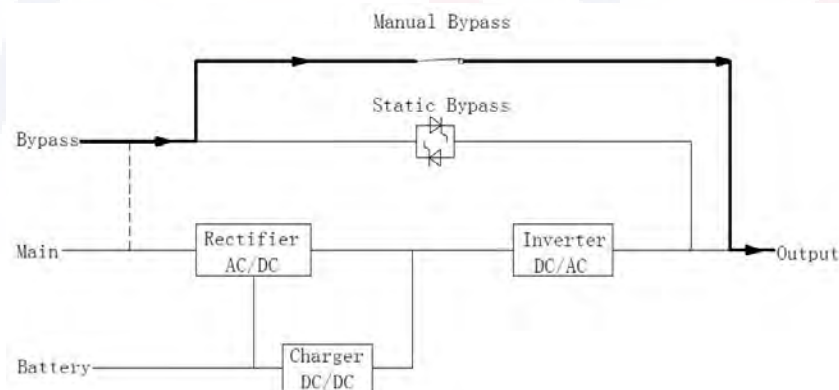 Manual Bypass
Static Bypass
Bypass
Main
Rectifier
AC/DC
Inverter
DC/AC
Output
Battery
Charger
DC/DC